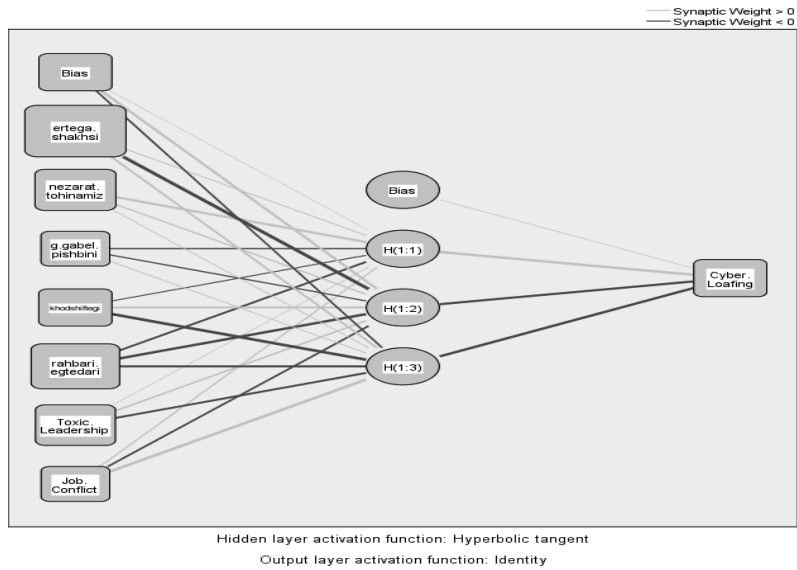 Synaptic Weight > 0
Synaptic Weight < 0
Bias
ertega.
shakhsi
nezarat.
tohinamiz
g.gabel.
pishbini
khodshiftegi
rahbari.
egtedari
Toxic.
Leadership
Job.
Conflict
Bias
H(1:1)
H(1:2)
H(1:3)
Cyber.
Loafing
Hidden layer activation function: Hyperbolic tangent
Output layer activation function: Identity